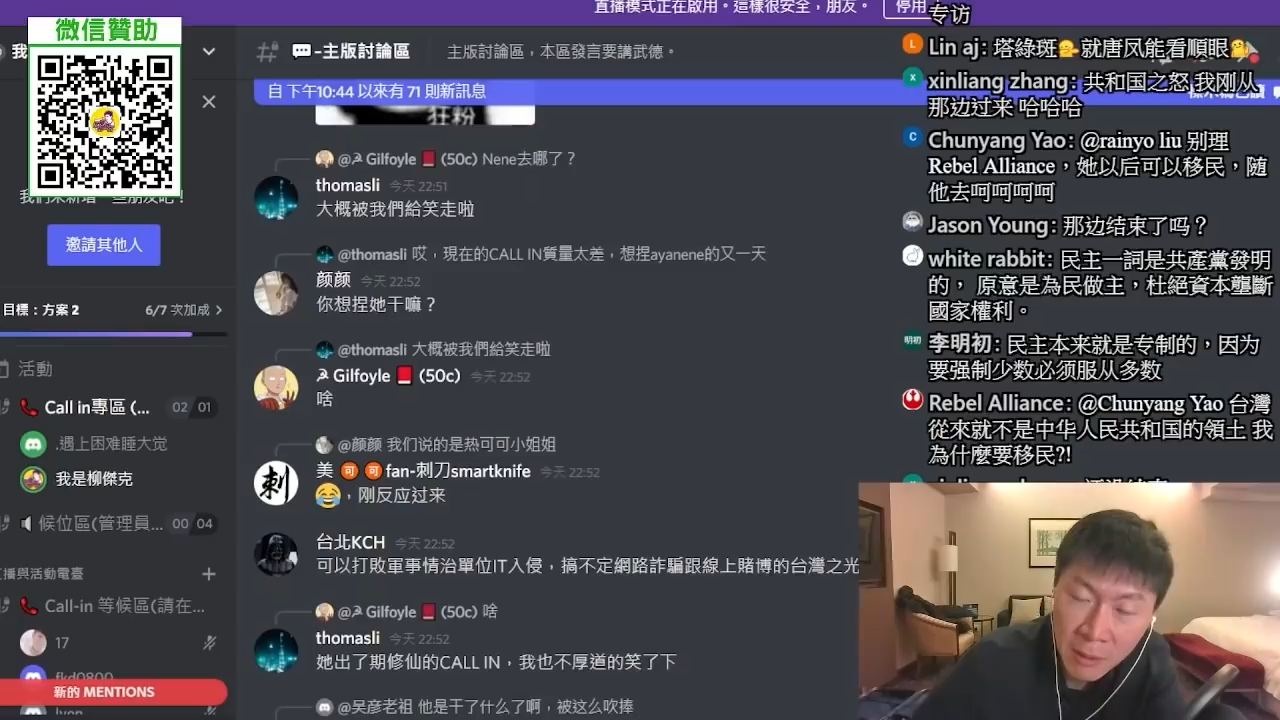 直播模式正在啟用。這樣很安全，朋友。
停用
微信贊助
我
邀請其他人
目標：方案 2
6/7 次加成
活動
Call in專區 (...
02 01
.遇上困难睡大觉
我是柳傑克
候位區(管理員...
00 04
播與活動電臺
Call-in 等候區(請在...
17
fkd0800
新的 MENTIONS
-主版討論區
主版討論區，本區發言要講武德。
自 下午10:44 以來有 71 則新訊息
狂粉
@☭ Gilfoyle (50c) Nene去哪了？
thomasli 今天 22:51
大概被我們給笑走啦
@thomasli 哎，現在的CALL IN質量太差，想捏ayanene的又一天
颜颜 今天 22:52
你想捏她干嘛？
@thomasli 大概被我們給笑走啦
☭ Gilfoyle (50c) 今天 22:52
啥
@颜颜 我们说的是热可可小姐姐
美 可 可 fan-刺刀smartknife 今天 22:52
刺
，刚反应过来
台北KCH 今天 22:52
可以打敗軍事情治單位IT入侵，搞不定網路詐騙跟線上賭博的台灣之光
@☭ Gilfoyle (50c) 啥
thomasli 今天 22:52
她出了期修仙的CALL IN，我也不厚道的笑了下
@吴彦老祖 他是干了什么了啊，被这么吹捧
专访
Lin aj: 塔綠斑就唐凤能看順眼
xinliang zhang: 共和国之怒 我刚从
那边过来 哈哈哈
Chunyang Yao: @rainyo liu 别理
Rebel Alliance，她以后可以移民，随
他去呵呵呵呵
Jason Young: 那边结束了吗？
white rabbit: 民主一詞是共產黨發明
的， 原意是為民做主，杜絕資本壟斷
國家權利。
李明初: 民主本来就是专制的，因为
要强制少数必须服从多数
Rebel Alliance: @Chunyang Yao 台灣
從來就不是中华人民共和国的領土 我
為什麼要移民?!